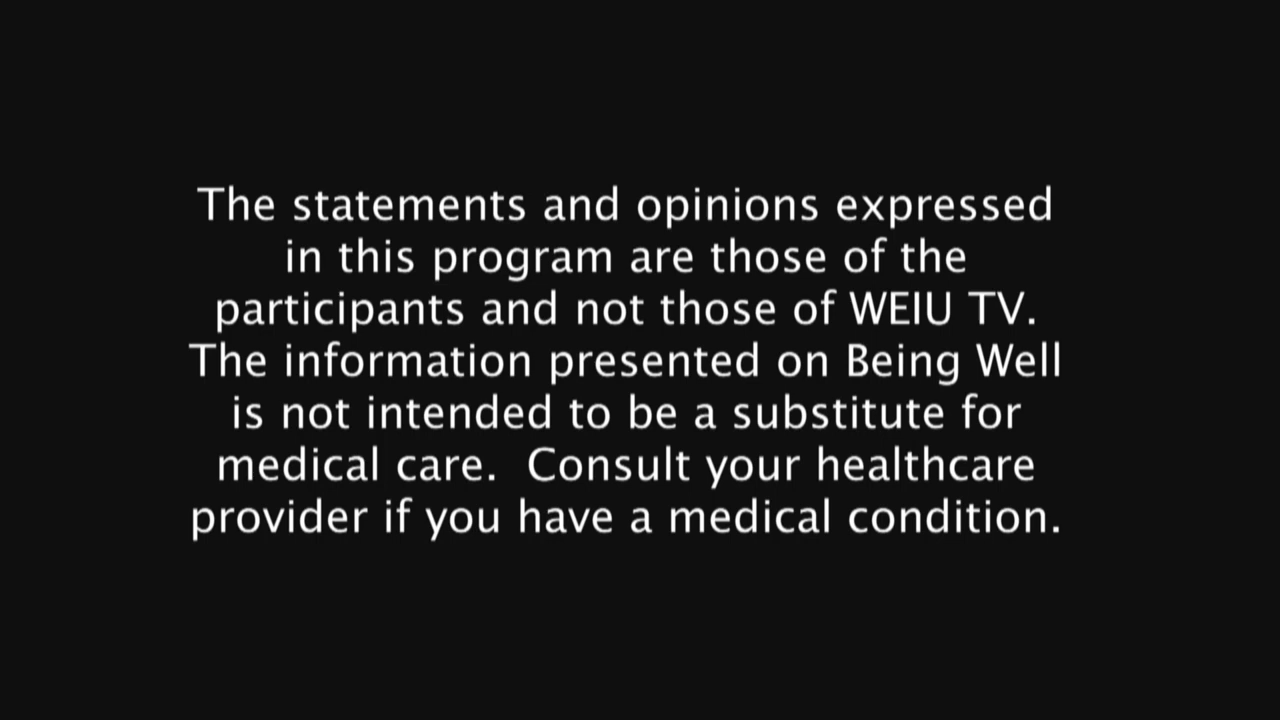 The statements and opinions expressed
in this program are those of the
participants and not those of WEIU TV.
The information presented on Being Well
is not intended to be a substitute for
medical care.  Consult your healthcare
provider if you have a medical condition.